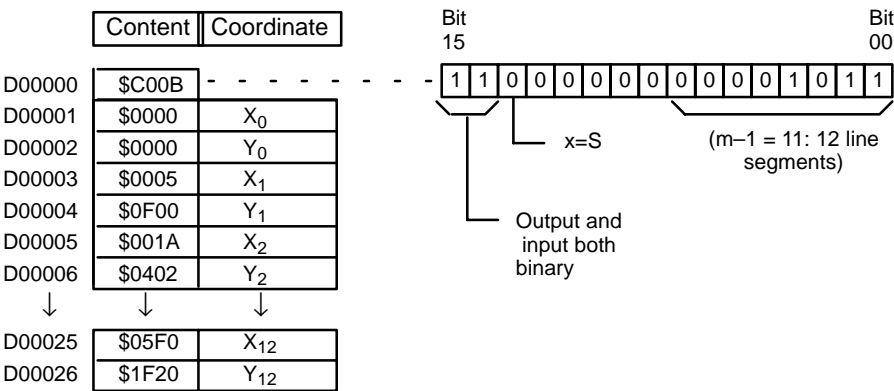 Content Coordinate
Bit 15 Bit 00
D00000 $C00B - - - - - - - - - 1 1 0 0 0 0 0 0 0 0 0 0 1 0 1 1
D00001 $0000 X0
D00002 $0000 Y0
D00003 $0005 X1
D00004 $0F00 Y1
D00005 $001A X2
D00006 $0402 Y2
↓ ↓ ↓
D00025 $05F0 X12
D00026 $1F20 Y12
x=S
(m–1 = 11: 12 line
segments)
Output and
input both
binary